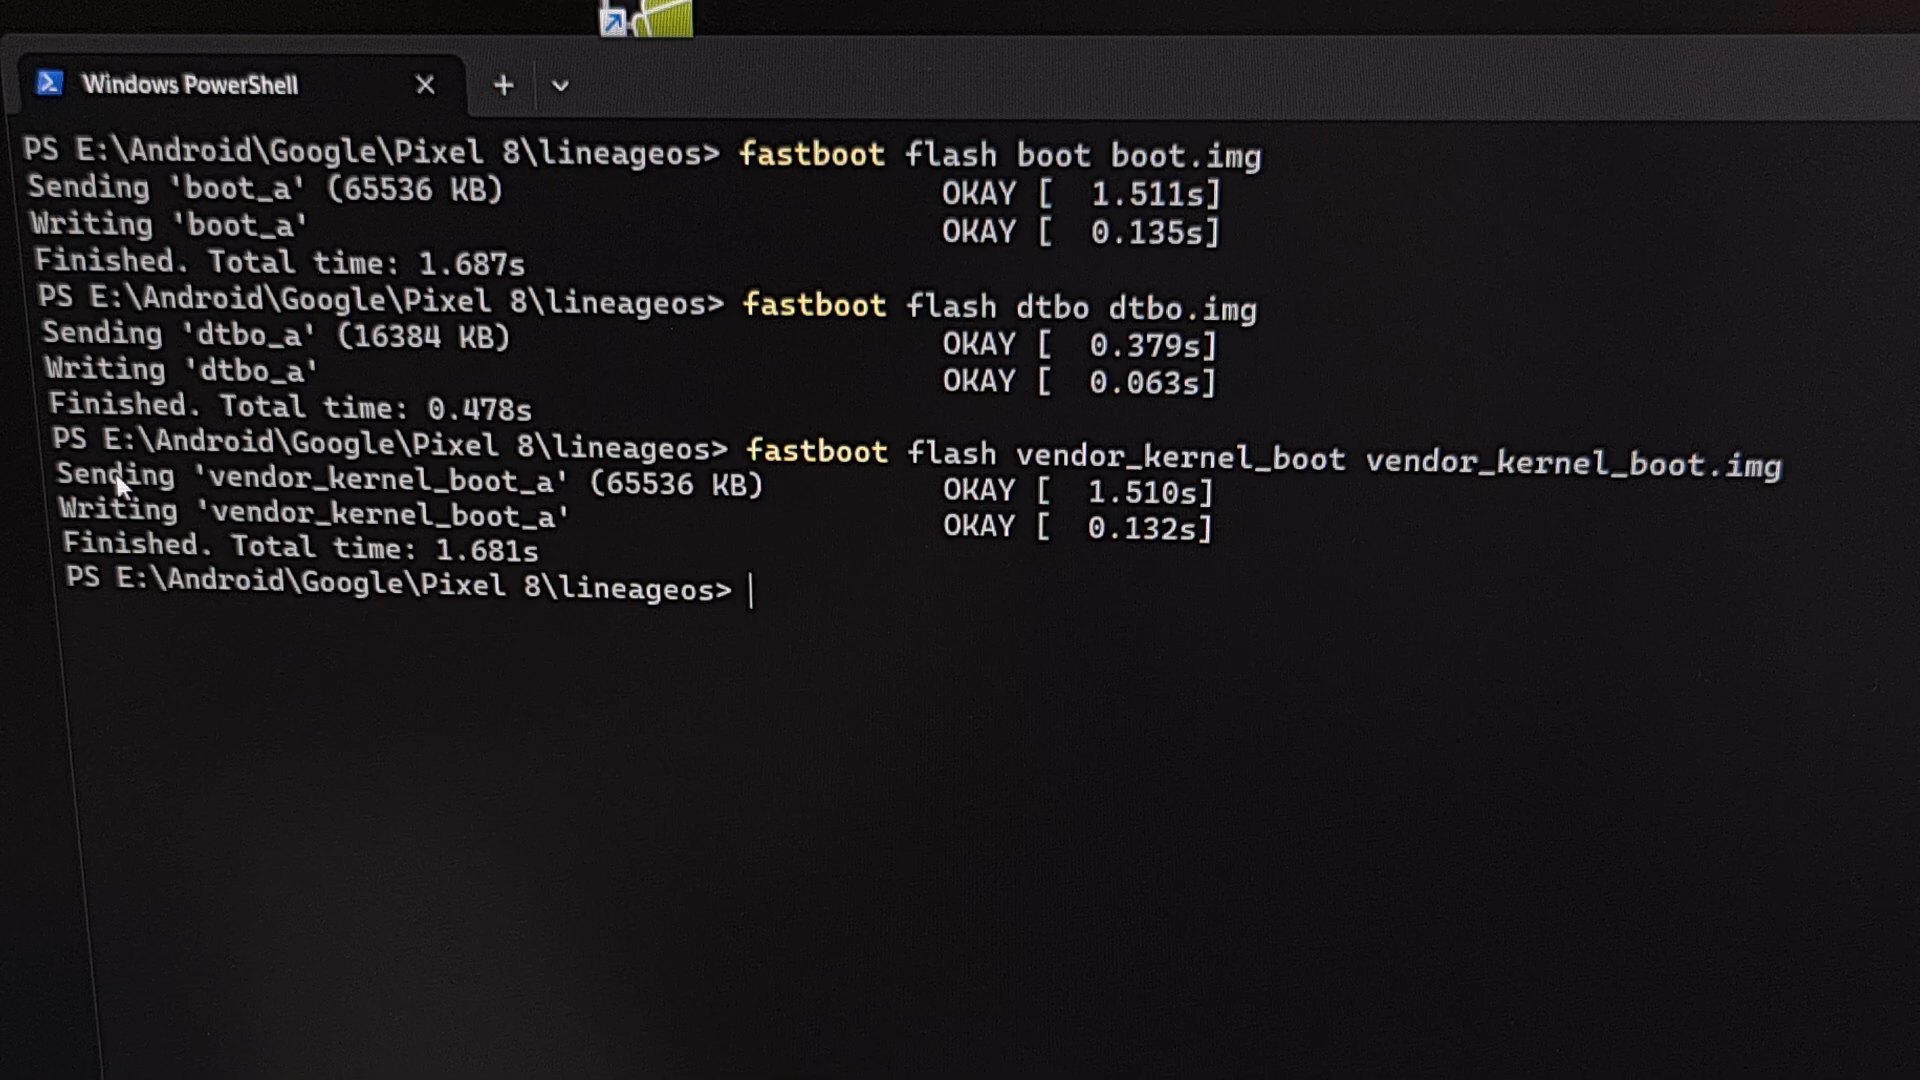 Windows PowerShell
PS E:\Android\Google\Pixel 8\lineageos> fastboot flash boot boot.img
Sending 'boot_a' (65536 KB) OKAY [ 1.511s]
Writing 'boot_a' OKAY [ 0.135s]
Finished. Total time: 1.687s
PS E:\Android\Google\Pixel 8\lineageos> fastboot flash dtbo dtbo.img
Sending 'dtbo_a' (16384 KB) OKAY [ 0.379s]
Writing 'dtbo_a' OKAY [ 0.063s]
Finished. Total time: 0.478s
PS E:\Android\Google\Pixel 8\lineageos> fastboot flash vendor_kernel_boot vendor_kernel_boot.img
Sending 'vendor_kernel_boot_a' (65536 KB) OKAY [ 1.510s]
Writing 'vendor_kernel_boot_a' OKAY [ 0.132s]
Finished. Total time: 1.681s
PS E:\Android\Google\Pixel 8\lineageos>